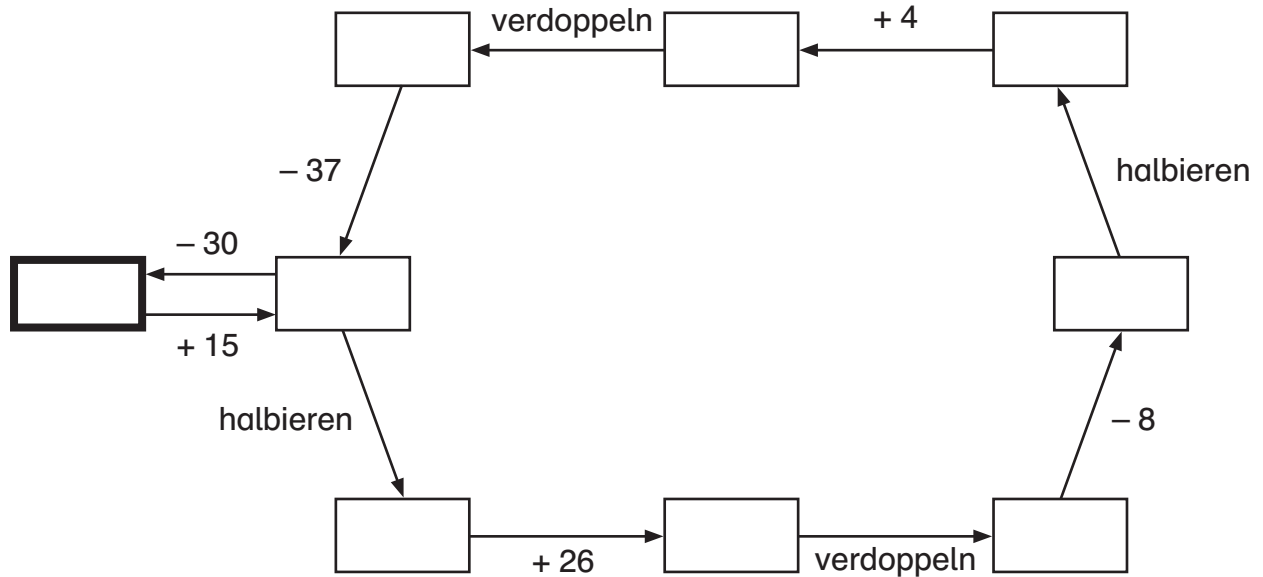 verdoppeln
+ 4
– 37
halbieren
– 30
+ 15
halbieren
– 8
+ 26
verdoppeln